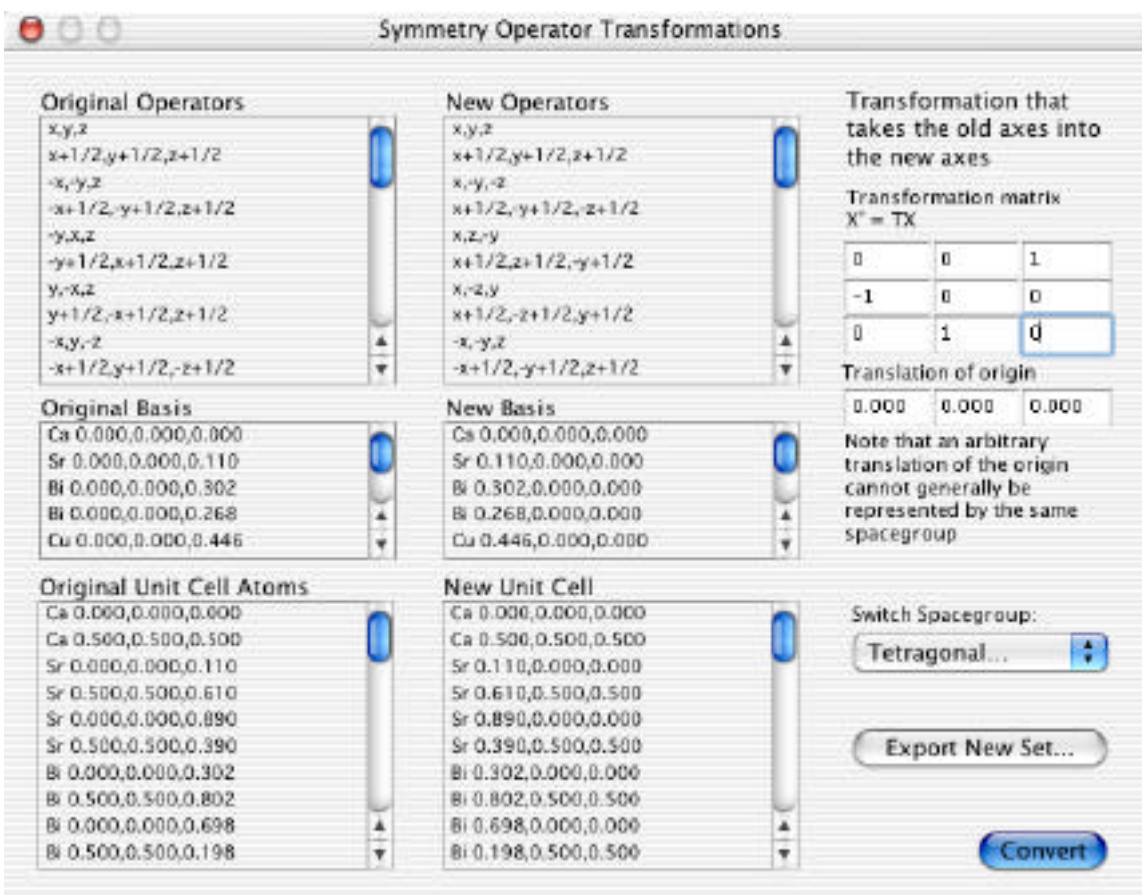 Symmetry Operator Transformations
Original Operators
x,y,z
x+1/2,y+1/2,z+1/2
-x,-y,z
-x+1/2,-y+1/2,z+1/2
-y,x,z
-y+1/2,x+1/2,z+1/2
y,-x,z
y+1/2,-x+1/2,z+1/2
-x,y,-z
-x+1/2,y+1/2,-z+1/2
New Operators
x,y,z
x+1/2,y+1/2,z+1/2
x,-y,-z
x+1/2,-y+1/2,-z+1/2
x,z,-y
x+1/2,z+1/2,-y+1/2
x,-z,y
x+1/2,-z+1/2,y+1/2
-x,-y,z
-x+1/2,-y+1/2,z+1/2
Original Basis
Ca 0.000,0.000,0.000
Sr 0.000,0.000,0.110
Bi 0.000,0.000,0.302
Bi 0.000,0.000,0.268
Cu 0.000,0.000,0.446
New Basis
Ca 0.000,0.000,0.000
Sr 0.110,0.000,0.000
Bi 0.302,0.000,0.000
Bi 0.268,0.000,0.000
Cu 0.446,0.000,0.000
Original Unit Cell Atoms
Ca 0.000,0.000,0.000
Ca 0.500,0.500,0.500
Sr 0.000,0.000,0.110
Sr 0.500,0.500,0.610
Sr 0.000,0.000,0.890
Sr 0.500,0.500,0.390
Bi 0.000,0.000,0.302
Bi 0.500,0.500,0.802
Bi 0.000,0.000,0.698
Bi 0.500,0.500,0.198
New Unit Cell
Ca 0.000,0.000,0.000
Ca 0.500,0.500,0.500
Sr 0.110,0.000,0.000
Sr 0.610,0.500,0.500
Sr 0.890,0.000,0.000
Sr 0.390,0.500,0.500
Bi 0.302,0.000,0.000
Bi 0.802,0.500,0.500
Bi 0.698,0.000,0.000
Bi 0.198,0.500,0.500
Transformation that
takes the old axes into
the new axes
Transformation matrix
X' = TX
0 0 1
-1 0 0
0 1 0
Translation of origin
0.000 0.000 0.000
Note that an arbitrary
translation of the origin
cannot generally be
represented by the same
spacegroup
Switch Spacegroup:
Tetragonal...
Export New Set...
Convert